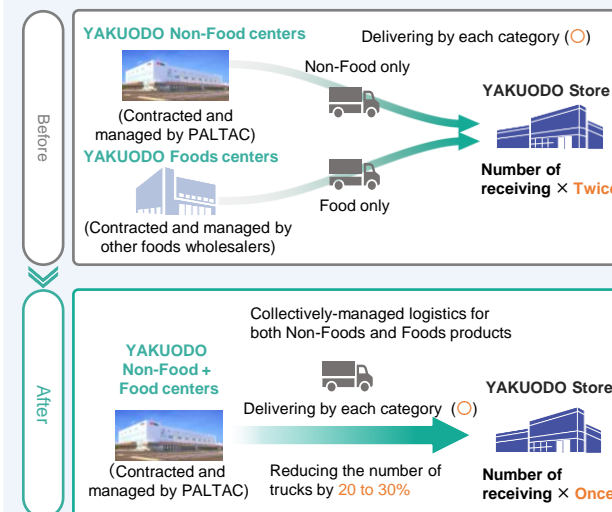 Before
YAKUODO Non-Food centers
Delivering by each category (○)
Non-Food only
(Contracted and
managed by PALTAC)
YAKUODO Foods centers
Food only
(Contracted and managed by
other foods wholesalers)
YAKUODO Store
Number of
receiving × Twice
After
Collectively-managed logistics for
both Non-Foods and Foods products
YAKUODO
Non-Food +
Food centers
Delivering by each category (○)
(Contracted and
managed by PALTAC)
Reducing the number of
trucks by 20 to 30%
YAKUODO Store
Number of
receiving × Once